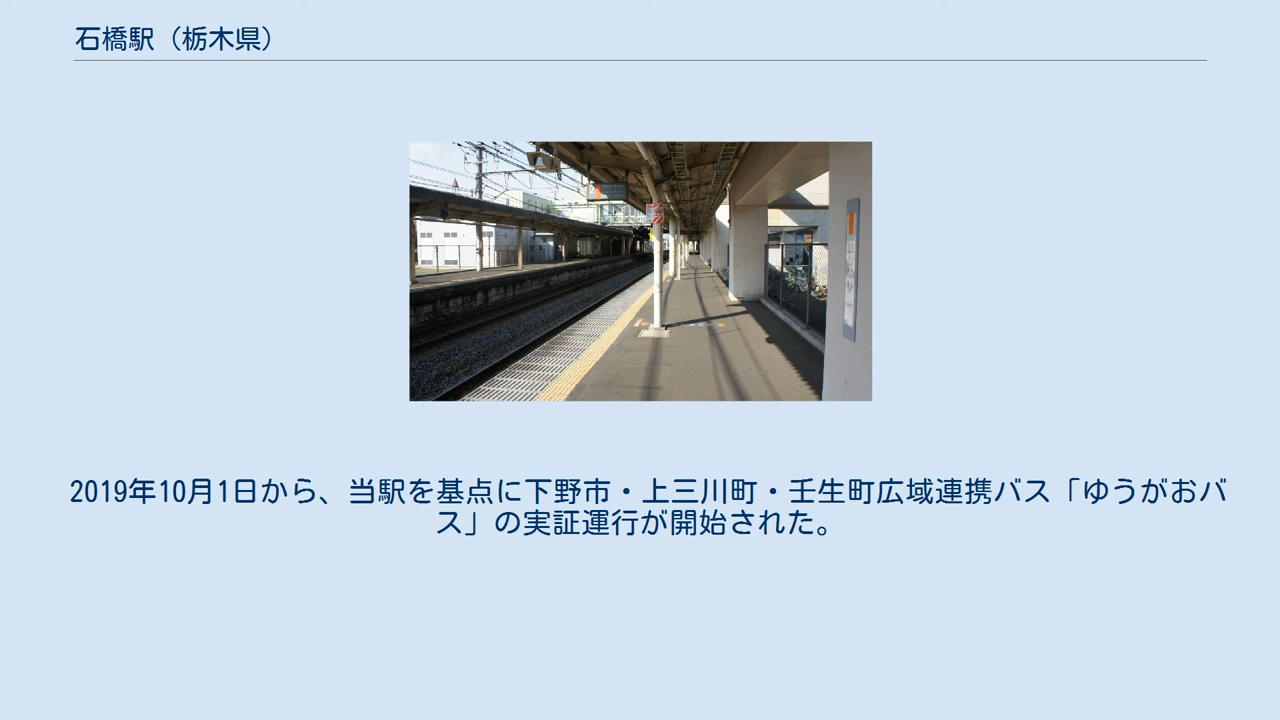 石橋駅（栃木県）
2019年10月1日から、当駅を基点に下野市・上三川町・壬生町広域連携バス「ゆうがおバ
ス」の実証運行が開始された。